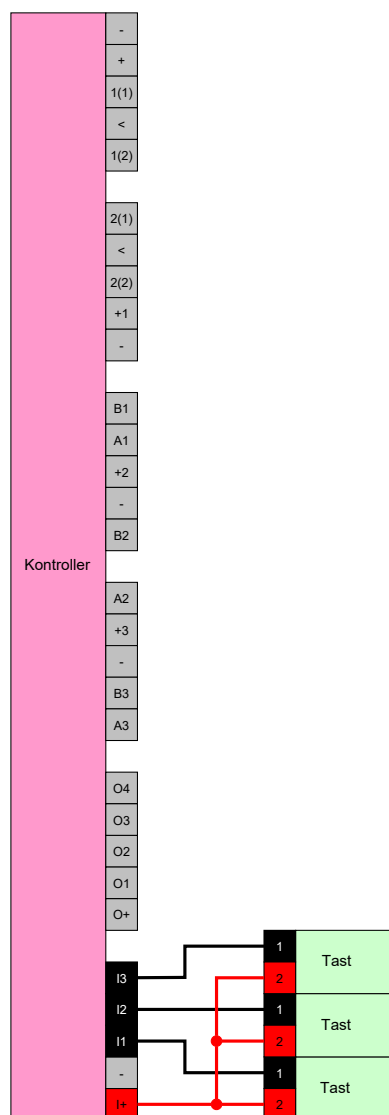 -
+
1(1)
<
1(2)
2(1)
<
2(2)
+1
-
B1
A1
+2
-
B2
Kontroller
A2
+3
-
B3
A3
O4
O3
O2
O1
O+
1
Tast
I3
2
I2
1
Tast
I1
2
-
1
Tast
I+
2